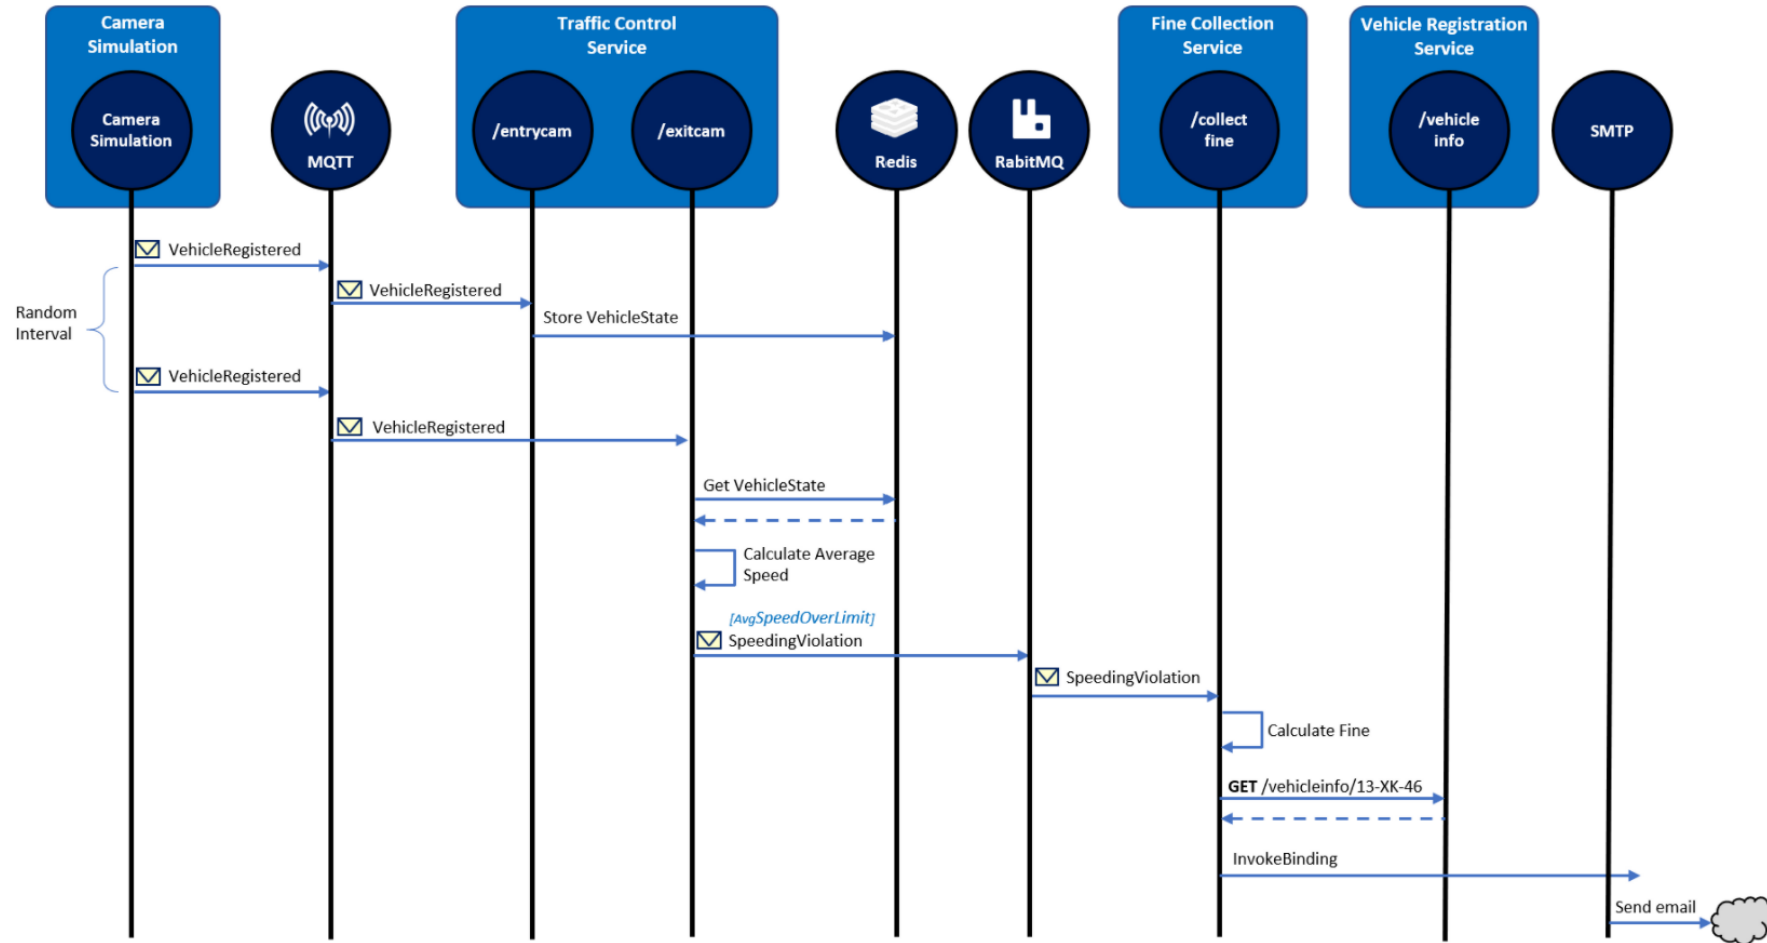 Camera
Simulation
Traffic Control
Service
Fine Collection
Service
Vehicle Registration
Service
Camera
Simulation
MQTT
/entrycam
/exitcam
Redis
RabitMQ
/collect
fine
/vehicle
info
SMTP
VehicleRegistered
VehicleRegistered
Random
Interval
Store VehicleState
VehicleRegistered
VehicleRegistered
Get VehicleState
Calculate Average
Speed
[AvgSpeedOverLimit]
SpeedingViolation
SpeedingViolation
Calculate Fine
GET /vehicleinfo/13-XK-46
InvokeBinding
Send email